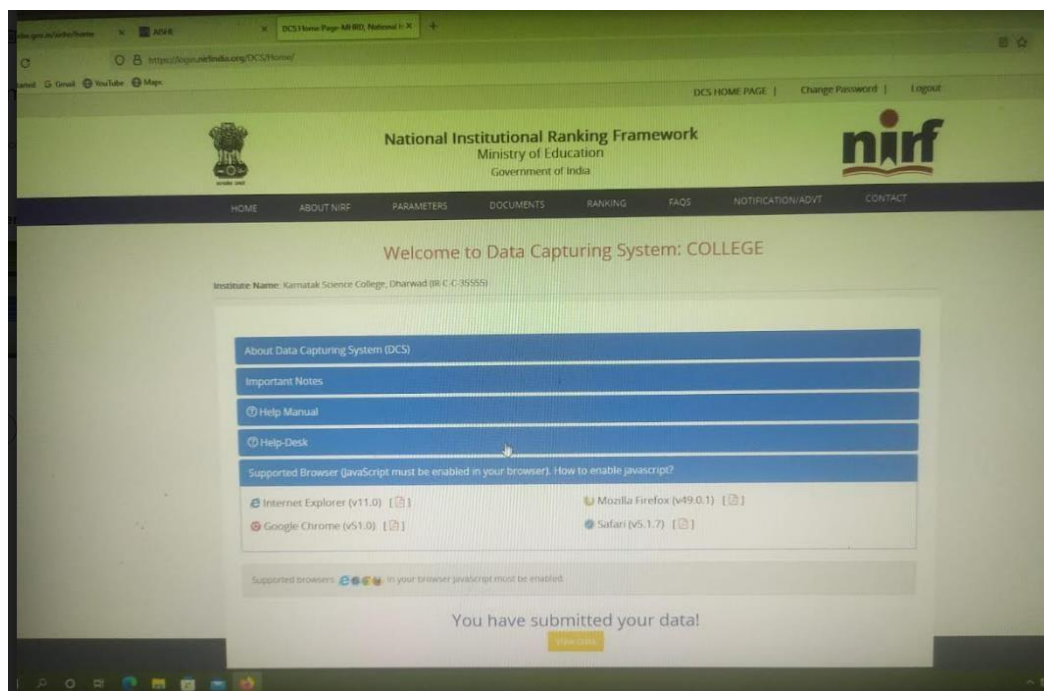 AISHE
DCS Home Page-MHRD, National I
https://login.nirfindia.org/DCS/Home/
Gmail YouTube Maps
DCS HOME PAGE | Change Password | Logout
National Institutional Ranking Framework
Ministry of Education
Government of India
nirf
HOME ABOUT NIRF PARAMETERS DOCUMENTS RANKING FAQS NOTIFICATION/ADVT CONTACT
Welcome to Data Capturing System: COLLEGE
Institute Name: Karnatak Science College, Dharwad (IR-C-C-35555)
About Data Capturing System (DCS)
Important Notes
Help Manual
Help-Desk
Supported Browser (JavaScript must be enabled in your browser). How to enable javascript?
Internet Explorer (v11.0) [ ] Mozilla Firefox (v49.0.1) [ ]
Google Chrome (v51.0) [ ] Safari (v5.1.7) [ ]
Supported browsers in your browser javascript must be enabled
You have submitted your data!
View Data